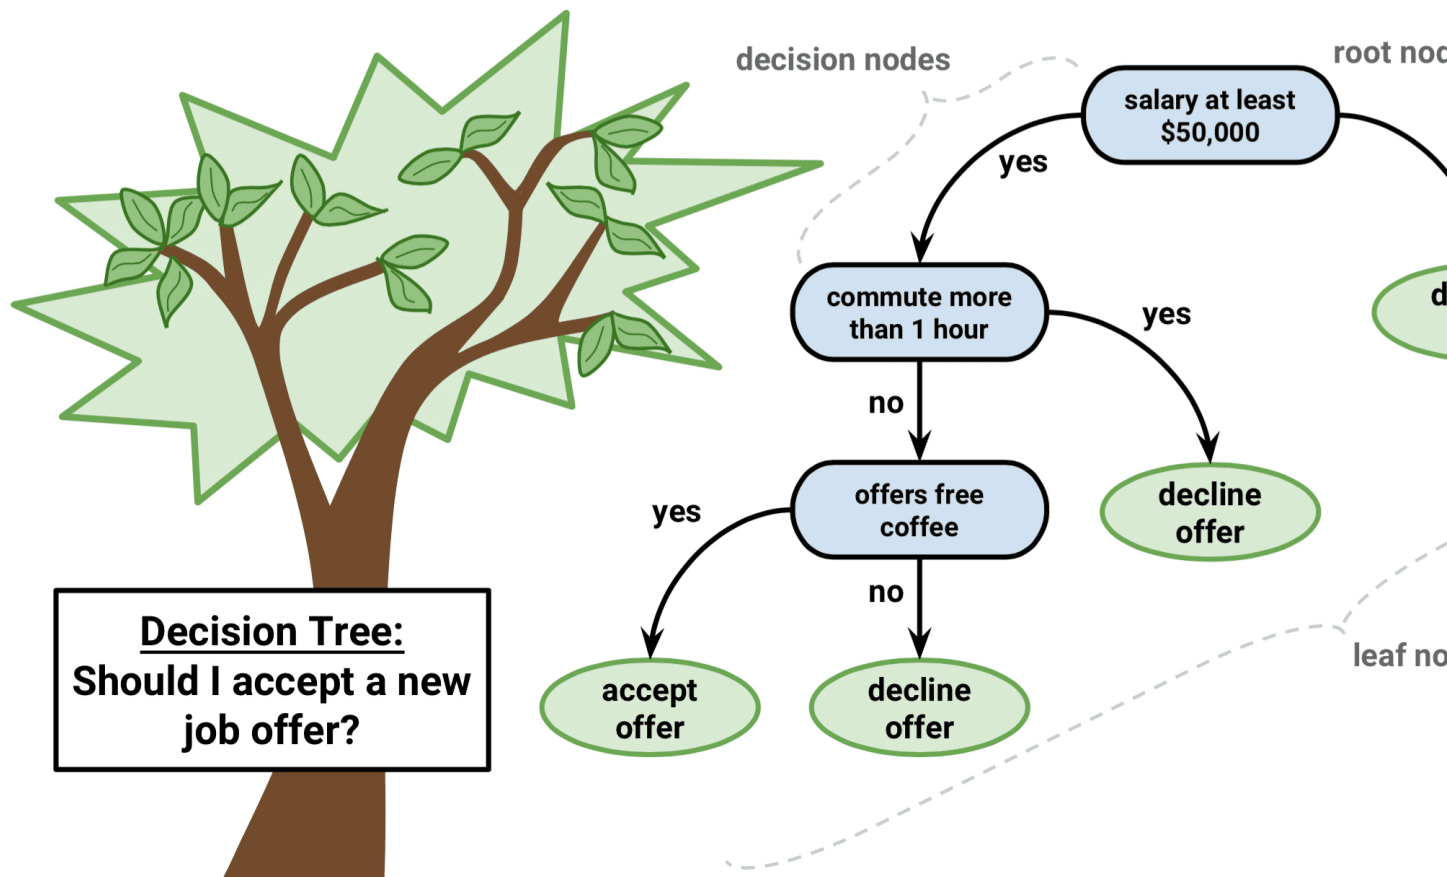 decision nodes
root nod
salary at least
$50,000
yes
commute more
than 1 hour
yes
d
no
offers free
coffee
decline
offer
yes
no
accept
offer
decline
offer
leaf no
Decision Tree:
Should I accept a new
job offer?